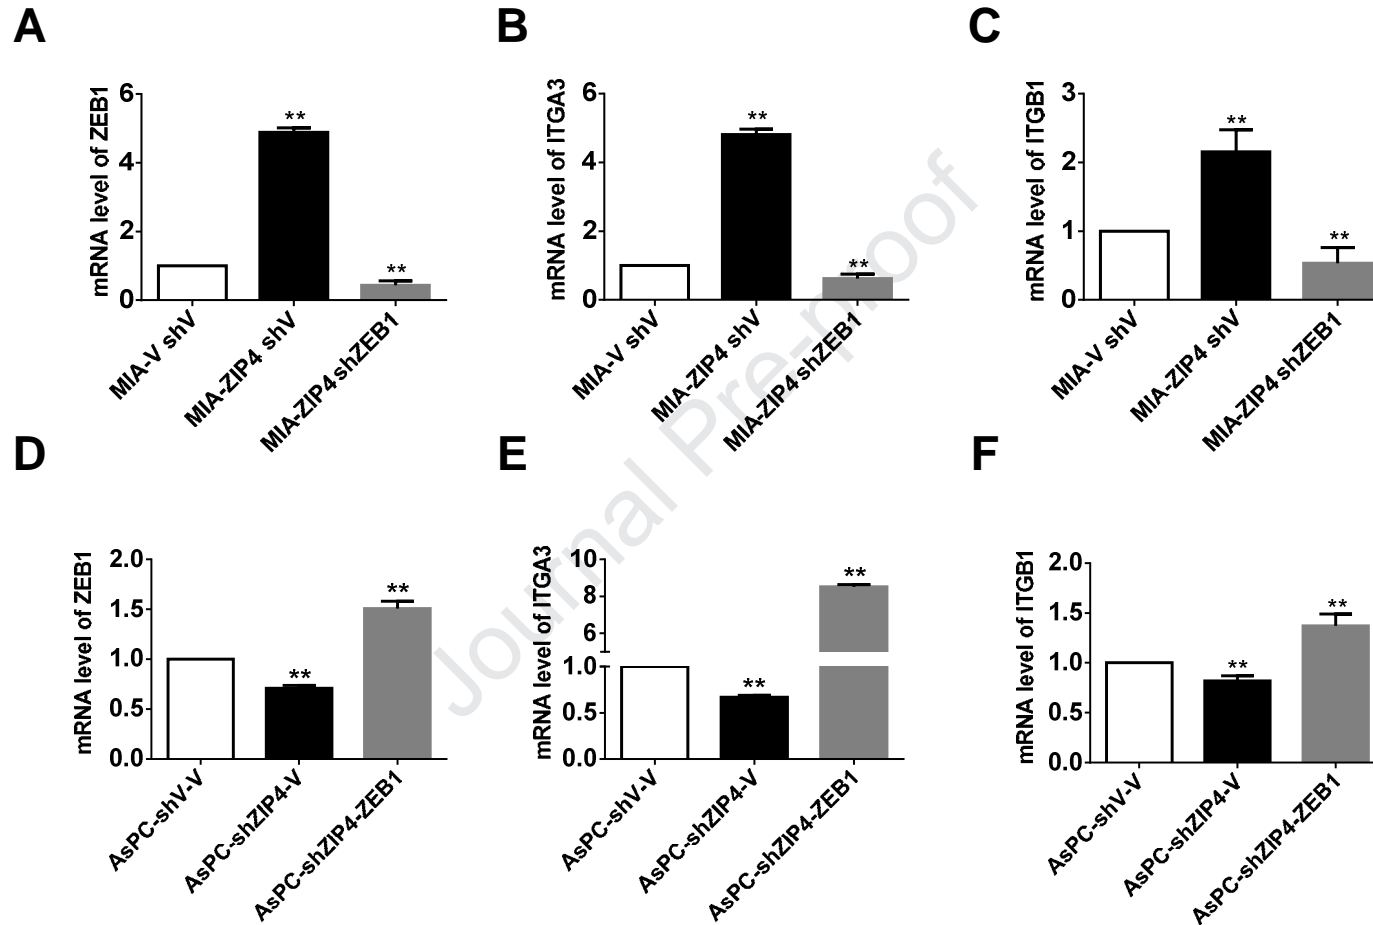 A
B
C
mRNA level of ZEB1
6
4
2
0
**
**
MIA-V shV
MIA-ZIP4 shV
MIA-ZIP4 shZEB1
mRNA level of ITGA3
6
4
2
0
**
**
MIA-V shV
MIA-ZIP4 shV
MIA-ZIP4 shZEB1
mRNA level of ITGB1
3
2
1
0
**
**
MIA-V shV
MIA-ZIP4 shV
MIA-ZIP4 shZEB1
Journal Pre-proof
D
E
F
mRNA level of ZEB1
2.0
1.5
1.0
0.5
0.0
**
**
AsPC-shV-V
AsPC-shZIP4-V
AsPC-shZIP4-ZEB1
mRNA level of ITGA3
10
8
6
1.0
0.5
0.0
**
**
AsPC-shV-V
AsPC-shZIP4-V
AsPC-shZIP4-ZEB1
mRNA level of ITGB1
2.0
1.5
1.0
0.5
0.0
**
**
AsPC-shV-V
AsPC-shZIP4-V
AsPC-shZIP4-ZEB1